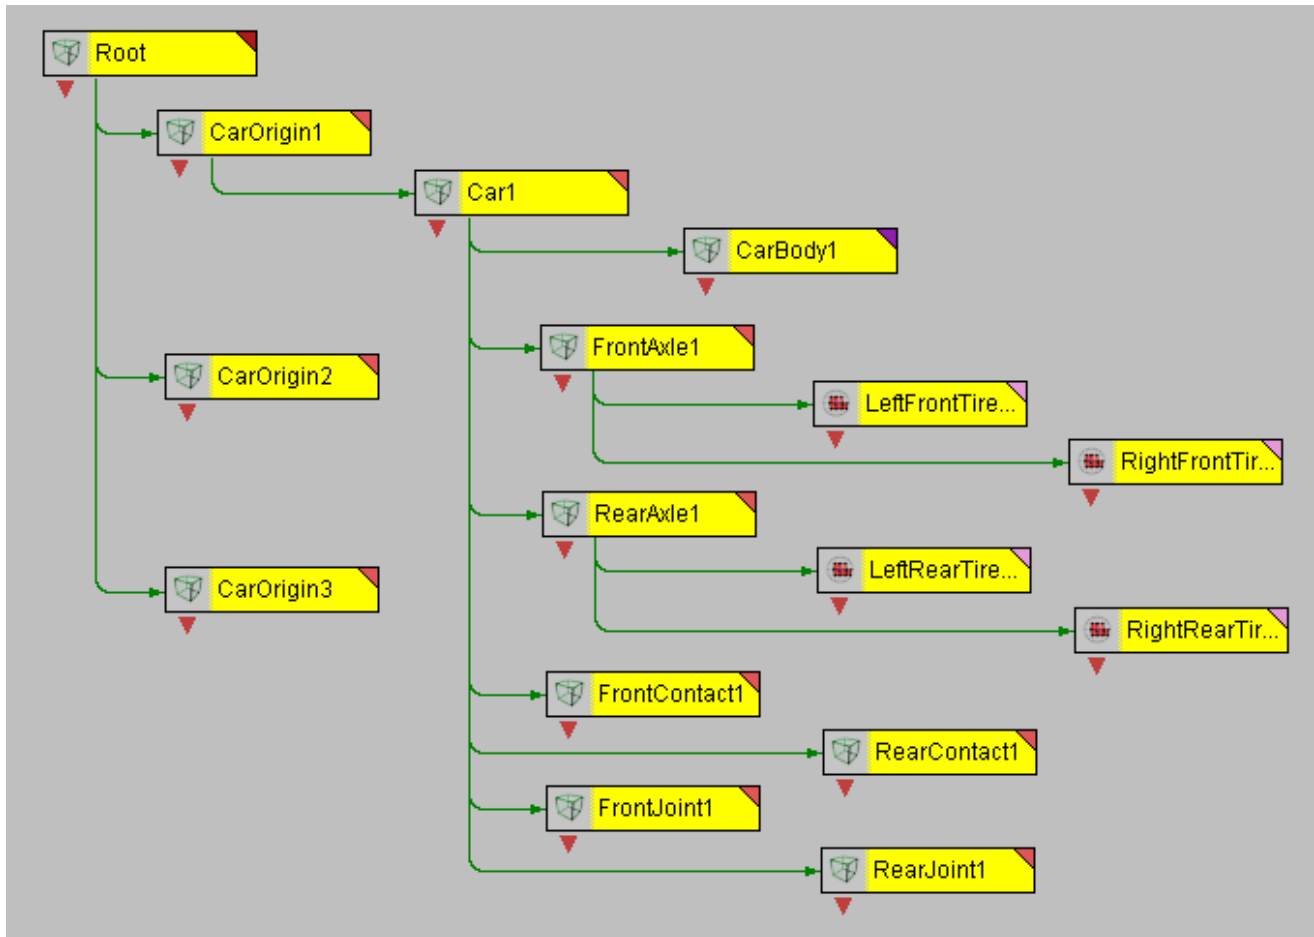 Root
CarOrigin1
Car1
CarBody1
FrontAxle1
CarOrigin2
LeftFrontTire...
RightFrontTir...
RearAxle1
LeftRearTire...
CarOrigin3
RightRearTir...
FrontContact1
RearContact1
FrontJoint1
RearJoint1